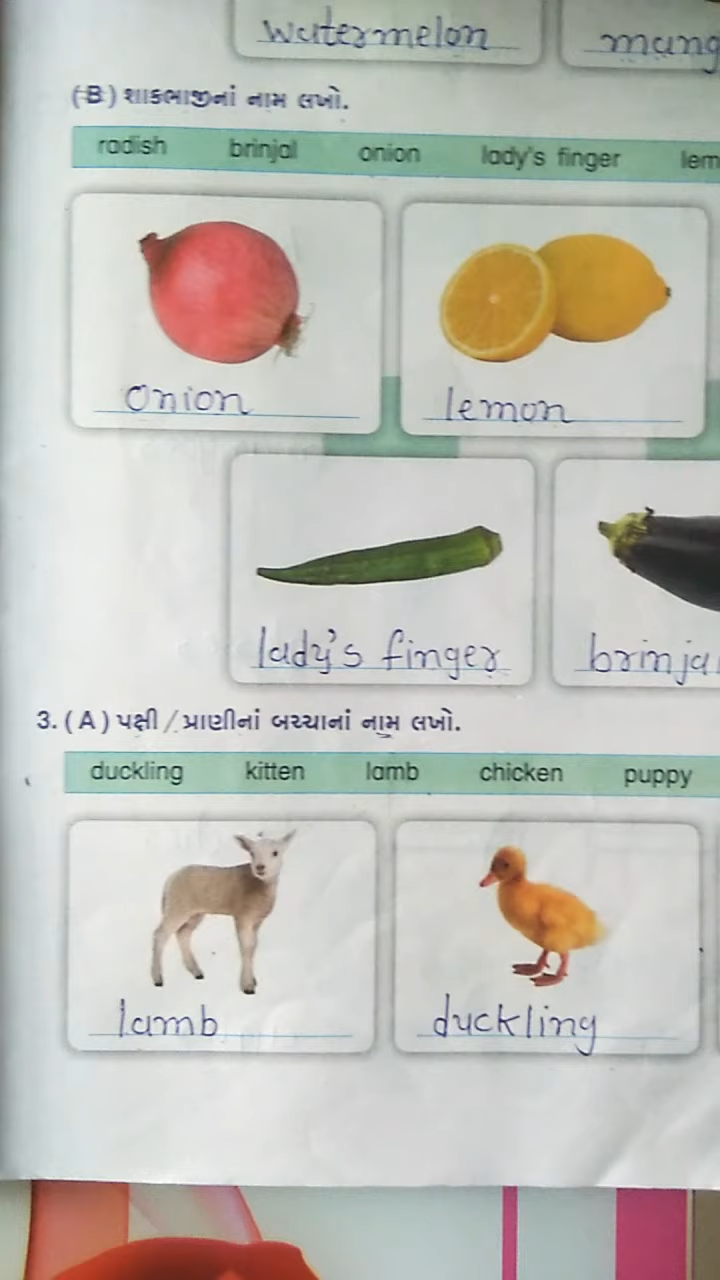 watermelon
(B) શાકભાજીનાં નામ લખો.
radish brinjal onion lady's finger
onion lemon
lady's finger
3. (A) પક્ષી / પ્રાણીનાં બચ્ચાનાં નામ લખો.
duckling kitten lamb chicken puppy
lamb duckling